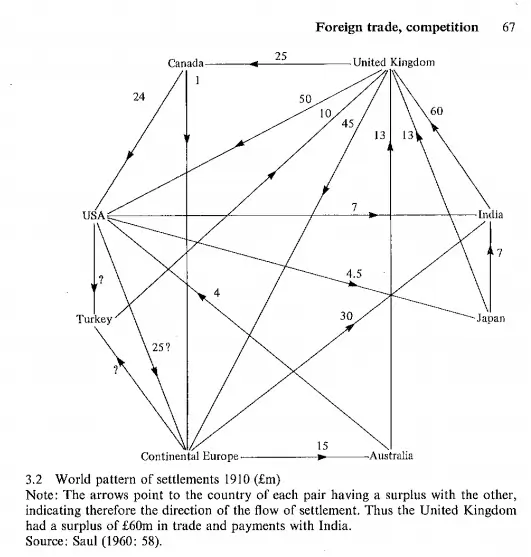 Foreign trade, competition 67
25
Canada United Kingdom
1
24
50
10
45
60
13 13
USA 7 India
7
?
4.5
4
30
Turkey Japan
25?
?
15
Continental Europe Australia
3.2 World pattern of settlements 1910 (£m)
Note: The arrows point to the country of each pair having a surplus with the other,
indicating therefore the direction of the flow of settlement. Thus the United Kingdom
had a surplus of £60m in trade and payments with India.
Source: Saul (1960: 58).